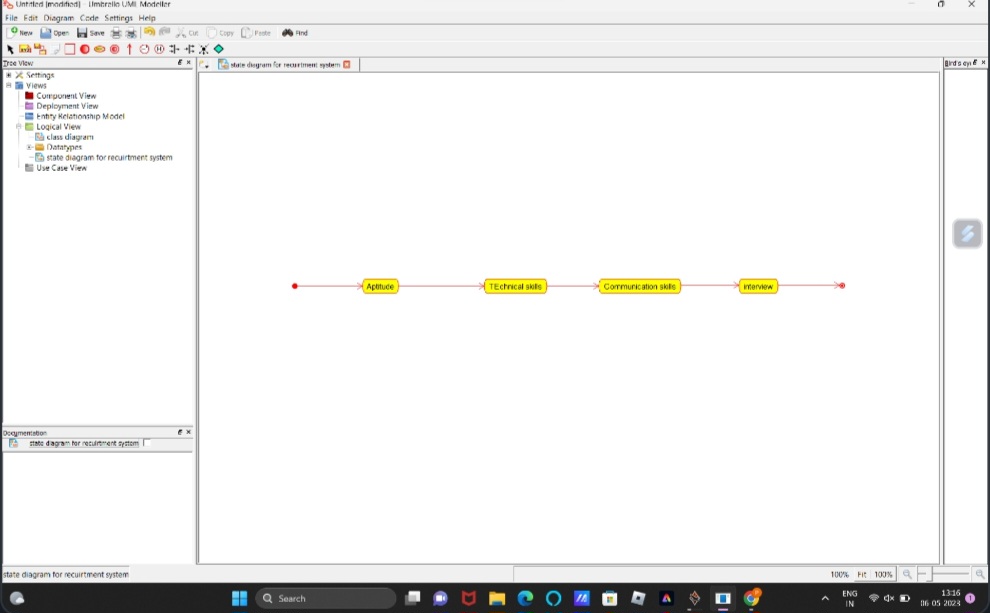 Untitled [modified] - Umbrello UML Modeller
File Edit Diagram Code Settings Help
New Open Save Cut Copy Paste Find
Tree View
state diagram for recuirtment system
Bird's ey
Settings
Views
Component View
Deployment View
Entity Relationship Model
Logical View
class diagram
Datatypes
state diagram for recuirtment system
Use Case View
Aptitude TEchnical skills Communication skills interview
Documentation
state diagram for recuirtment system
state diagram for recuirtment system
100% Fit 100%
Search
ENG
IN
13:16
06-05-2023
1